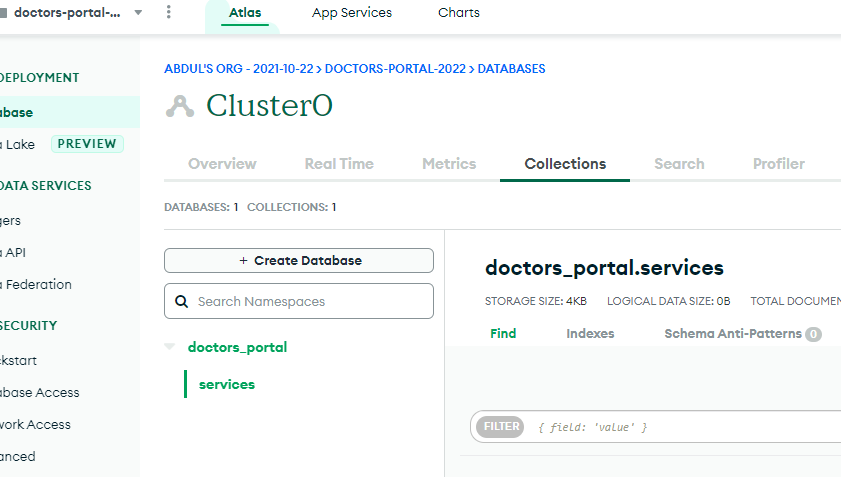 doctors-portal-...
Atlas App Services Charts
DEPLOYMENT
abase
a Lake PREVIEW
DATA SERVICES
gers
a API
a Federation
SECURITY
ckstart
abase Access
work Access
anced
ABDUL'S ORG - 2021-10-22 > DOCTORS-PORTAL-2022 > DATABASES
Cluster0
Overview Real Time Metrics Collections Search Profiler
DATABASES: 1 COLLECTIONS: 1
+ Create Database
Search Namespaces
doctors_portal
services
doctors_portal.services
STORAGE SIZE: 4KB LOGICAL DATA SIZE: 0B TOTAL DOCUMEN
Find Indexes Schema Anti-Patterns 0
FILTER { field: 'value' }